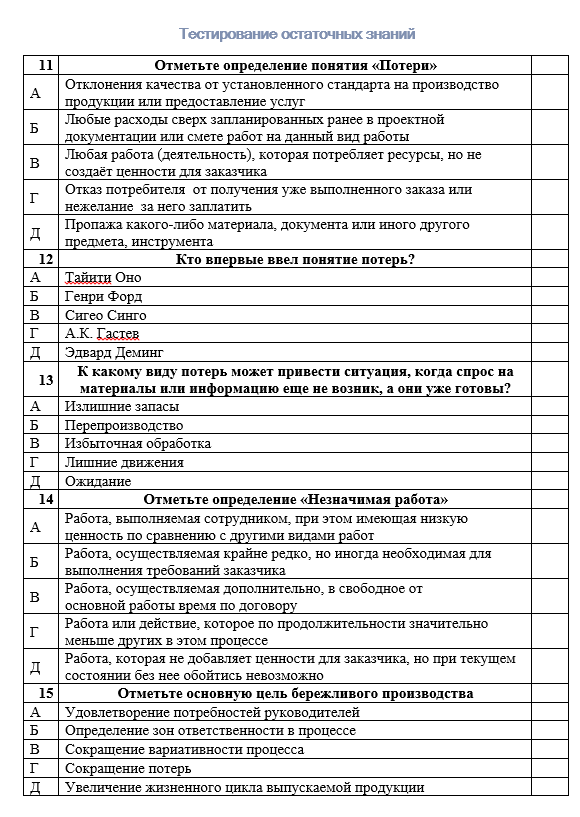 Тестирование остаточных знаний
11 Отметьте определение понятия «Потери»
А Отклонения качества от установленного стандарта на производство
продукции или предоставление услуг
Б Любые расходы сверх запланированных ранее в проектной
документации или смете работ на данный вид работы
В Любая работа (деятельность), которая потребляет ресурсы, но не
создаёт ценности для заказчика
Г Отказ потребителя от получения уже выполненного заказа или
нежелание за него заплатить
Д Пропажа какого-либо материала, документа или иного другого
предмета, инструмента
12 Кто впервые ввел понятие потерь?
А Тайити Оно
Б Генри Форд
В Сигео Синго
Г А.К. Гастев
Д Эдвард Деминг
13 К какому виду потерь может привести ситуация, когда спрос на
материалы или информацию еще не возник, а они уже готовы?
А Излишние запасы
Б Перепроизводство
В Избыточная обработка
Г Лишние движения
Д Ожидание
14 Отметьте определение «Незначимая работа»
А Работа, выполняемая сотрудником, при этом имеющая низкую
ценность по сравнению с другими видами работ
Б Работа, осуществляемая крайне редко, но иногда необходимая для
выполнения требований заказчика
В Работа, осуществляемая дополнительно, в свободное от
основной работы время по договору
Г Работа или действие, которое по продолжительности значительно
меньше других в этом процессе
Д Работа, которая не добавляет ценности для заказчика, но при текущем
состоянии без нее обойтись невозможно
15 Отметьте основную цель бережливого производства
А Удовлетворение потребностей руководителей
Б Определение зон ответственности в процессе
В Сокращение вариативности процесса
Г Сокращение потерь
Д Увеличение жизненного цикла выпускаемой продукции